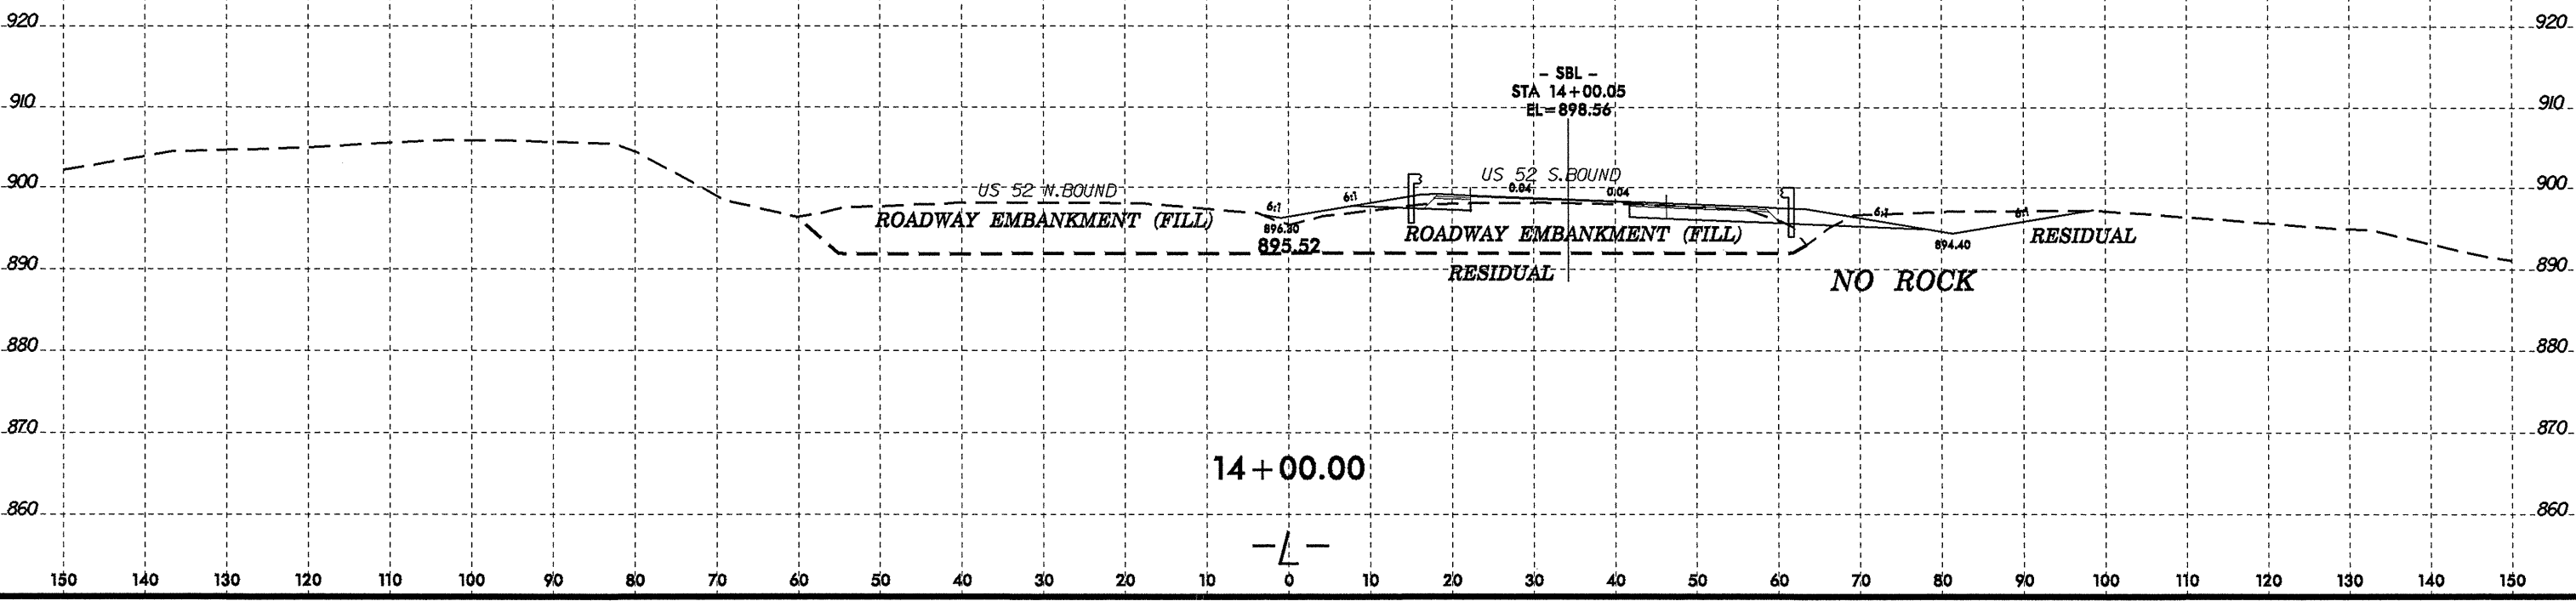 920 920
- SBL -
STA 14+00.05
910 EL=898.56 910
900 US 52 N.BOUND US 52 S.BOUND 900
6:1 6:1 0.04 0.04 6:1 6:1
ROADWAY EMBANKMENT (FILL) 896.30 ROADWAY EMBANKMENT (FILL) 894.40 RESIDUAL
895.52
890 RESIDUAL NO ROCK 890
880 880
870 870
14+00.00
860 860
-L-
150 140 130 120 110 100 90 80 70 60 50 40 30 20 10 0 10 20 30 40 50 60 70 80 90 100 110 120 130 140 150